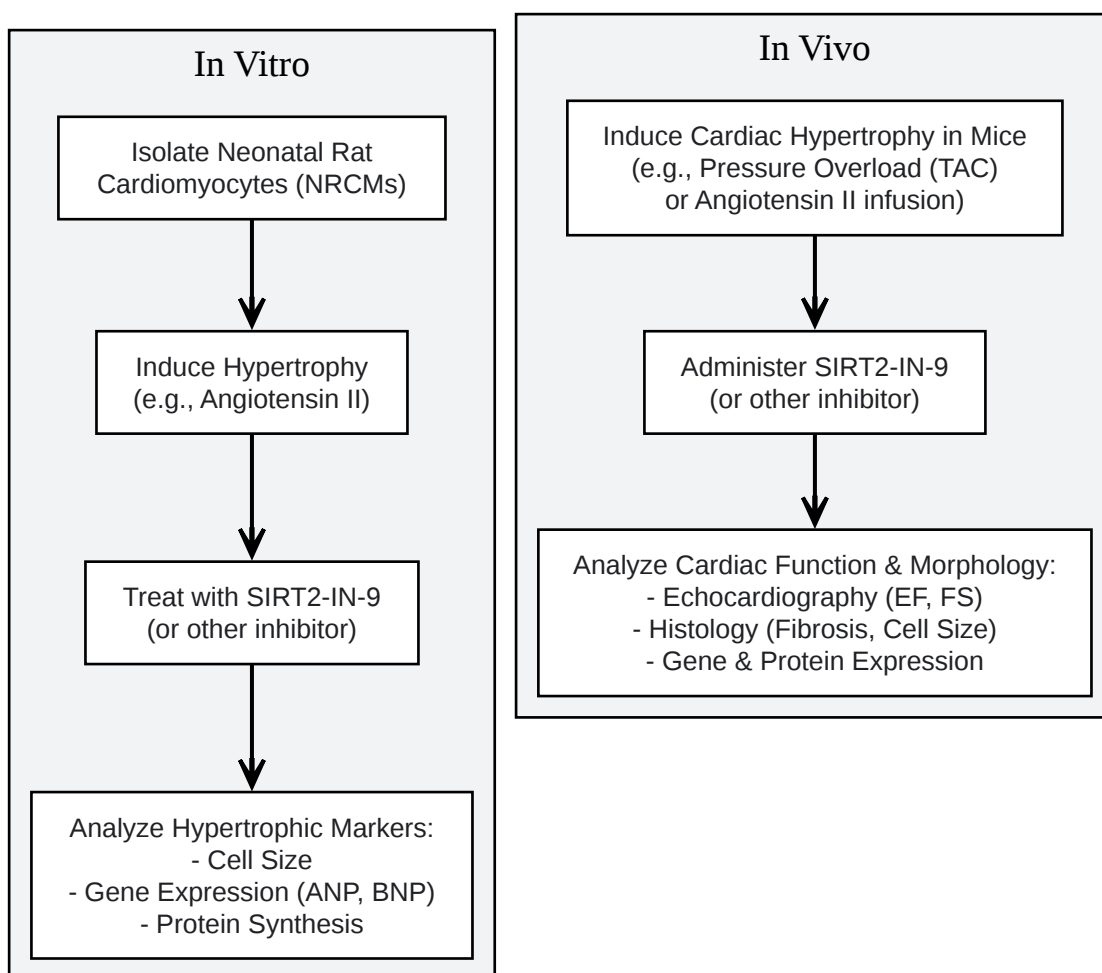 In Vitro
Isolate Neonatal Rat
Cardiomyocytes (NRCMs)
Induce Hypertrophy
(e.g., Angiotensin II)
Treat with SIRT2-IN-9
(or other inhibitor)
Analyze Hypertrophic Markers:
- Cell Size
- Gene Expression (ANP, BNP)
- Protein Synthesis
In Vivo
Induce Cardiac Hypertrophy in Mice
(e.g., Pressure Overload (TAC)
or Angiotensin II infusion)
Administer SIRT2-IN-9
(or other inhibitor)
Analyze Cardiac Function & Morphology:
- Echocardiography (EF, FS)
- Histology (Fibrosis, Cell Size)
- Gene & Protein Expression